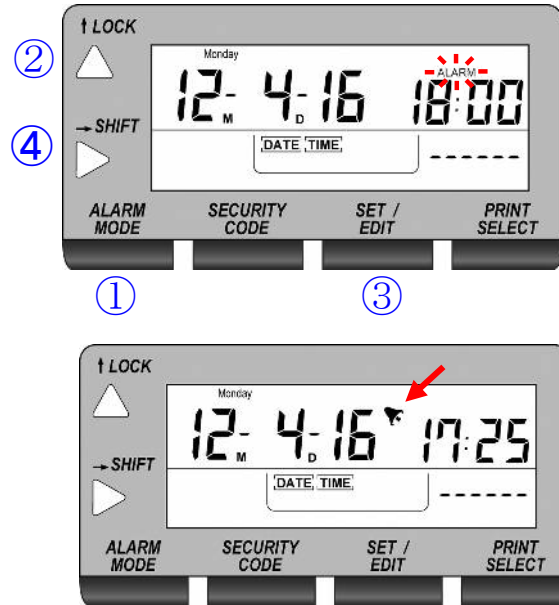 ↑ LOCK
②
Monday
ALARM
12-M 4-D 16 18:00
→ SHIFT
④
DATE TIME
------
ALARM MODE
SECURITY CODE
SET / EDIT
PRINT SELECT
①
③
↑ LOCK
Monday
12-M 4-D 16 17:25
→ SHIFT
DATE TIME
------
ALARM MODE
SECURITY CODE
SET / EDIT
PRINT SELECT